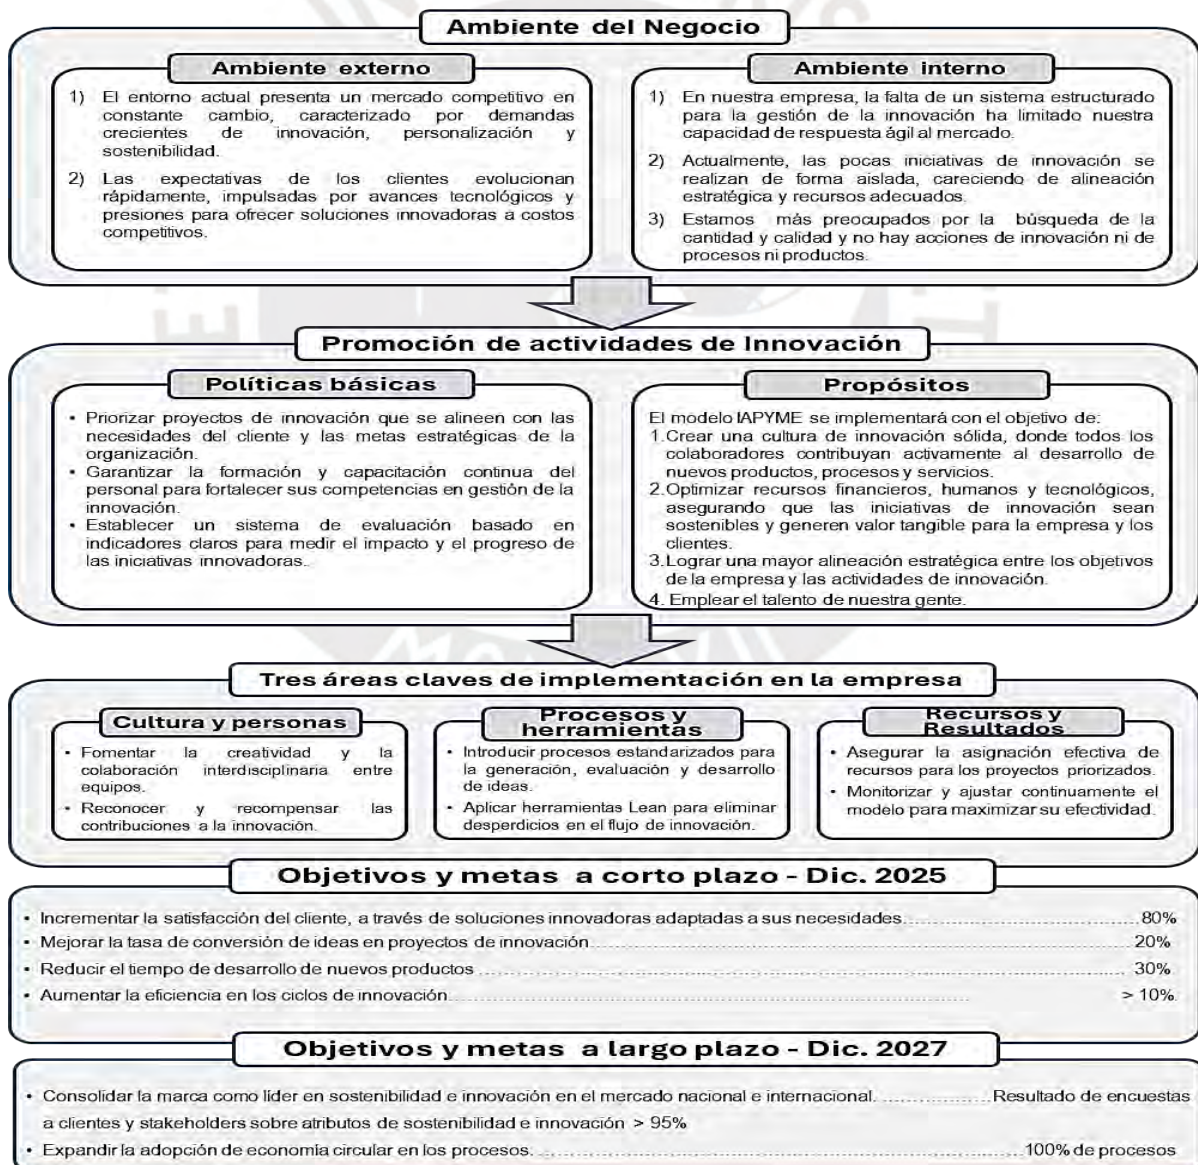 Ambiente del Negocio
Ambiente externo
1) El entorno actual presenta un mercado competitivo en
constante cambio, caracterizado por demandas
crecientes de innovación, personalización y
sostenibilidad.
2) Las expectativas de los clientes evolucionan
rápidamente, impulsadas por avances tecnológicos y
presiones para ofrecer soluciones innovadoras a costos
competitivos.
Ambiente interno
1) En nuestra empresa, la falta de un sistema estructurado
para la gestión de la innovación ha limitado nuestra
capacidad de respuesta ágil al mercado.
2) Actualmente, las pocas iniciativas de innovación se
realizan de forma aislada, careciendo de alineación
estratégica y recursos adecuados.
3) Estamos más preocupados por la búsqueda de la
cantidad y calidad y no hay acciones de innovación ni de
procesos ni productos.
Promoción de actividades de Innovación
Políticas básicas
• Priorizar proyectos de innovación que se alineen con las
necesidades del cliente y las metas estratégicas de la
organización.
• Garantizar la formación y capacitación continua del
personal para fortalecer sus competencias en gestión de la
innovación.
• Establecer un sistema de evaluación basado en
indicadores claros para medir el impacto y el progreso de
las iniciativas innovadoras.
Propósitos
El modelo IAPYME se implementará con el objetivo de:
1.Crear una cultura de innovación sólida, donde todos los
colaboradores contribuyan activamente al desarrollo de
nuevos productos, procesos y servicios.
2.Optimizar recursos financieros, humanos y tecnológicos,
asegurando que las iniciativas de innovación sean
sostenibles y generen valor tangible para la empresa y los
clientes.
3.Lograr una mayor alineación estratégica entre los objetivos
de la empresa y las actividades de innovación.
4. Emplear el talento de nuestra gente.
Tres áreas claves de implementación en la empresa
Cultura y personas
• Fomentar la creatividad y la
colaboración interdisciplinaria entre
equipos.
• Reconocer y recompensar las
contribuciones a la innovación.
Procesos y
herramientas
• Introducir procesos estandarizados para
la generación, evaluación y desarrollo
de ideas.
• Aplicar herramientas Lean para eliminar
desperdicios en el flujo de innovación.
Recursos y
Resultados
• Asegurar la asignación efectiva de
recursos para los proyectos priorizados.
• Monitorizar y ajustar continuamente el
modelo para maximizar su efectividad.
Objetivos y metas a corto plazo - Dic. 2025
• Incrementar la satisfacción del cliente, a través de soluciones innovadoras adaptadas a sus necesidades.......80%
• Mejorar la tasa de conversión de ideas en proyectos de innovación.......20%
• Reducir el tiempo de desarrollo de nuevos productos.......30%
• Aumentar la eficiencia en los ciclos de innovación.......> 10%
Objetivos y metas a largo plazo - Dic. 2027
• Consolidar la marca como líder en sostenibilidad e innovación en el mercado nacional e internacional........Resultado de encuestas
a clientes y stakeholders sobre atributos de sostenibilidad e innovación > 95%
• Expandir la adopción de economía circular en los procesos........100% de procesos